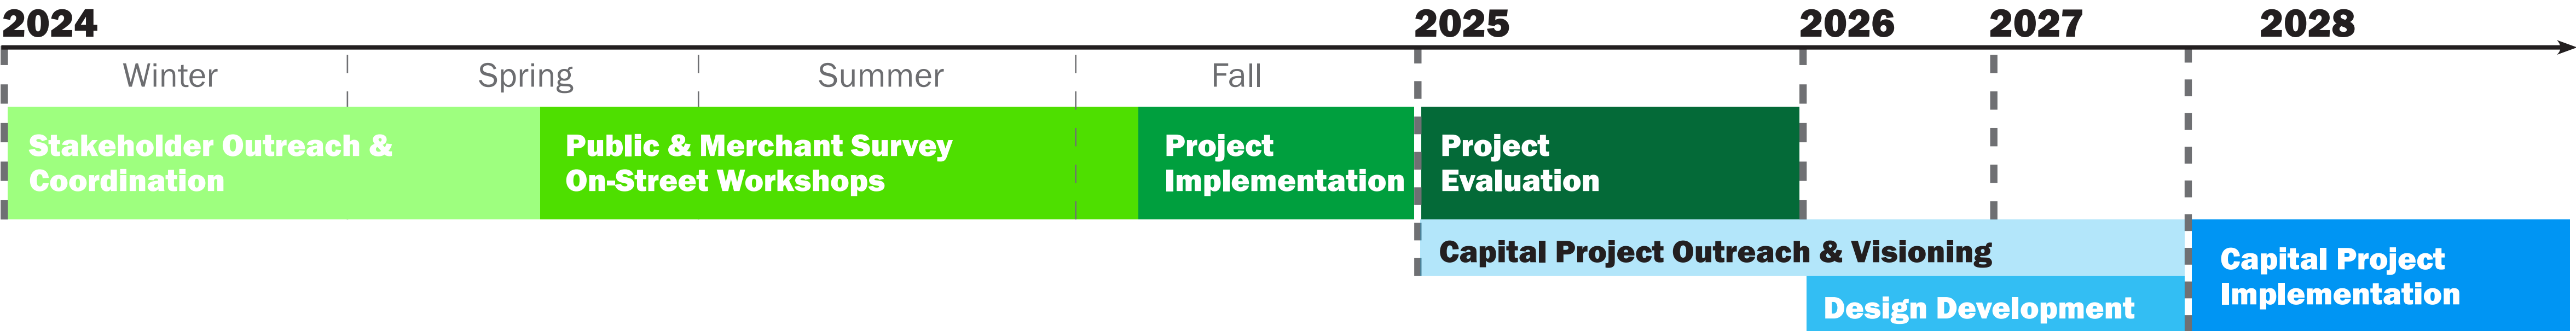 2024 2025 2026 2027 2028
Winter Spring Summer Fall
Stakeholder Outreach &
Coordination
Public & Merchant Survey
On-Street Workshops
Project
Implementation
Project
Evaluation
Capital Project Outreach & Visioning
Design Development
Capital Project
Implementation